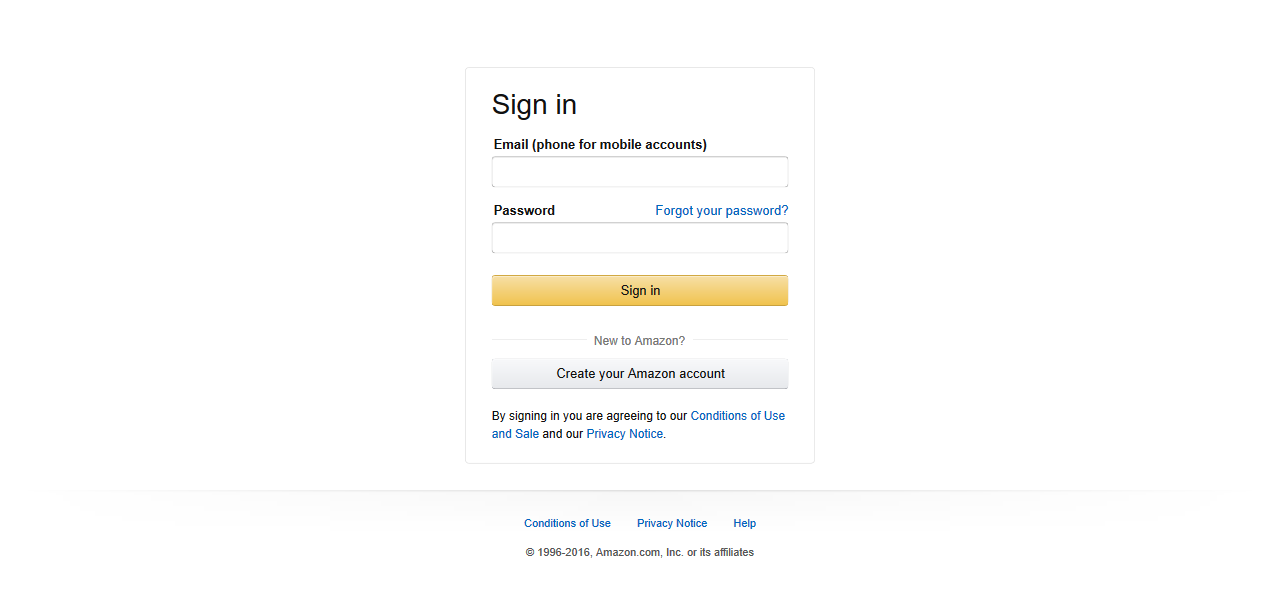 Sign in
Email (phone for mobile accounts)
Password Forgot your password?
Sign in
New to Amazon?
Create your Amazon account
By signing in you are agreeing to our Conditions of Use
and Sale and our Privacy Notice.
Conditions of Use Privacy Notice Help
© 1996-2016, Amazon.com, Inc. or its affiliates